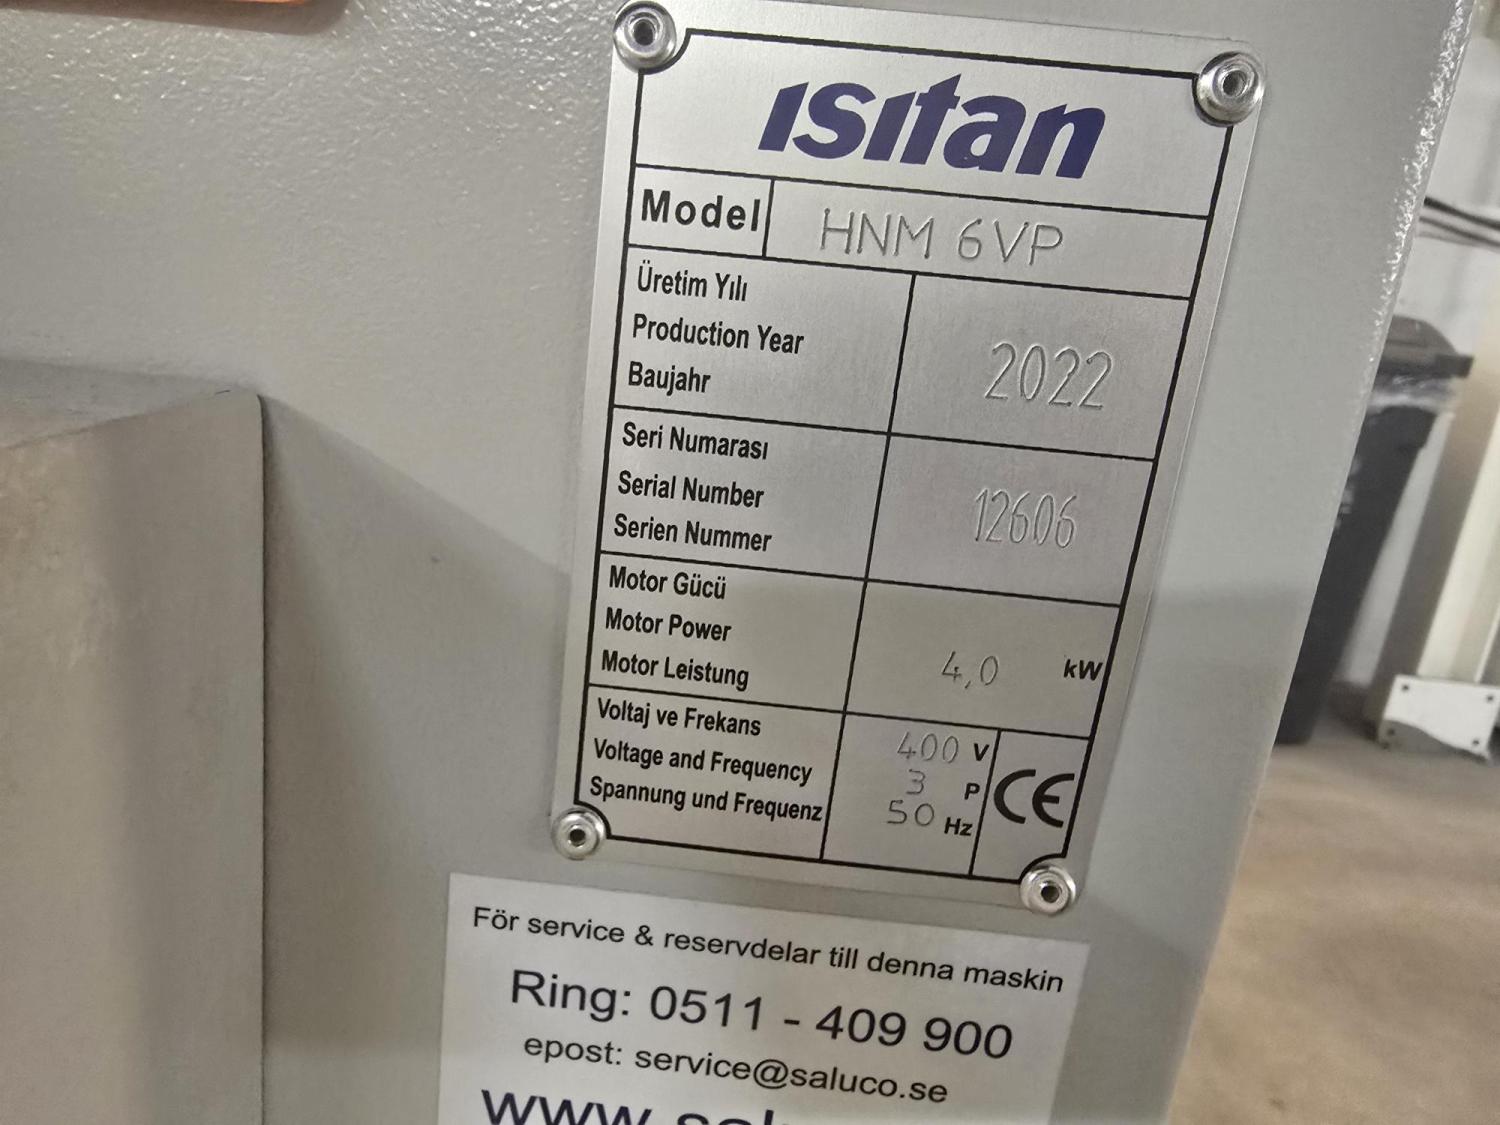 ısıtan
Model HNM 6VP
Üretim Yılı
Production Year
Baujahr
2022
Seri Numarası
Serial Number
Serien Nummer
12606
Motor Gücü
Motor Power
Motor Leistung
4,0 kW
Voltaj ve Frekans
Voltage and Frequency
Spannung und Frequenz
400 V
3 P
50 Hz
CE
För service & reservdelar till denna maskin
Ring: 0511 - 409 900
epost: service@saluco.se